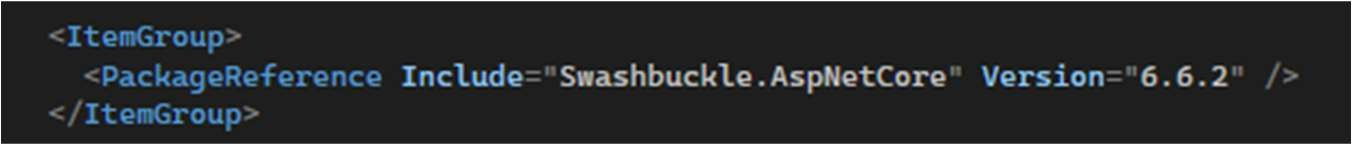 <ItemGroup>
  <PackageReference Include="Swashbuckle.AspNetCore" Version="6.6.2" />
</ItemGroup>